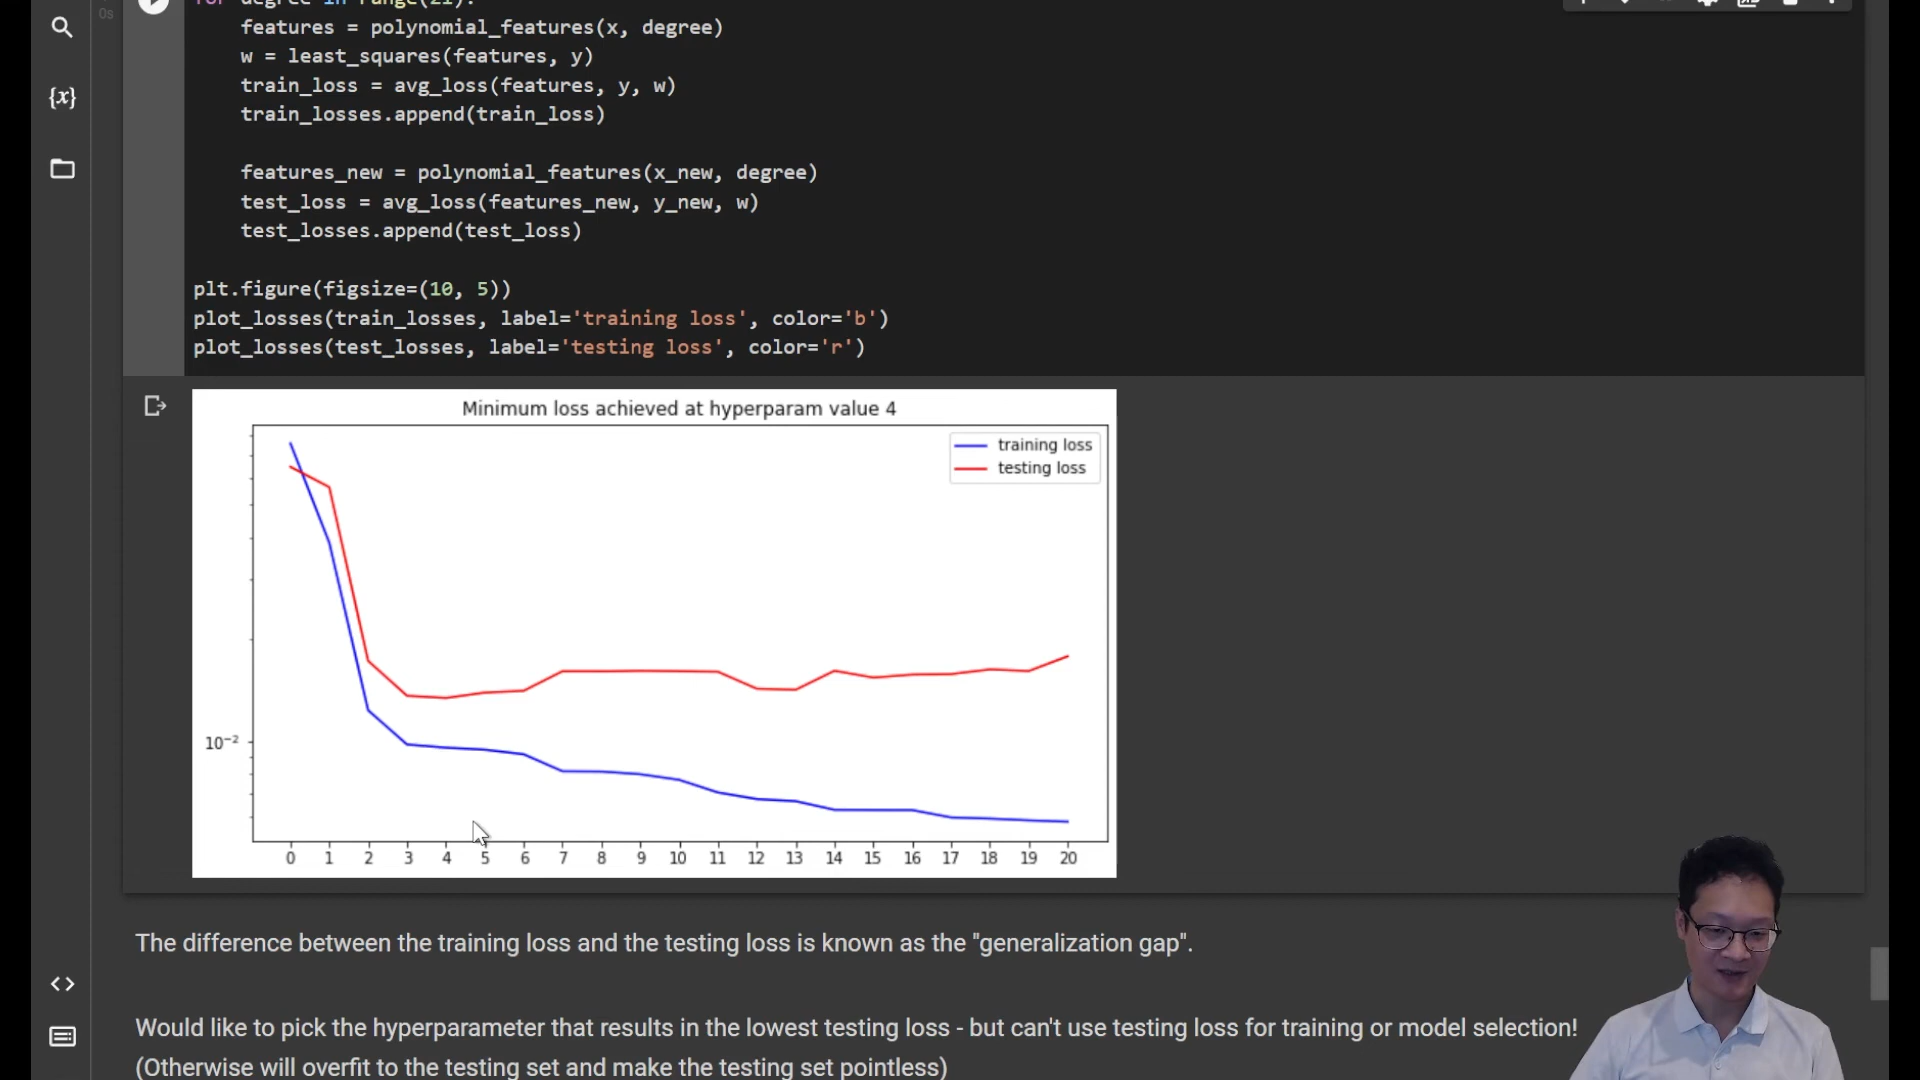 0s
for degree in range(21):
features = polynomial_features(x, degree)
w = least_squares(features, y)
train_loss = avg_loss(features, y, w)
train_losses.append(train_loss)
{x}
features_new = polynomial_features(x_new, degree)
test_loss = avg_loss(features_new, y_new, w)
test_losses.append(test_loss)
plt.figure(figsize=(10, 5))
plot_losses(train_losses, label='training loss', color='b')
plot_losses(test_losses, label='testing loss', color='r')
Minimum loss achieved at hyperparam value 4
training loss
testing loss
10⁻²
0 1 2 3 4 5 6 7 8 9 10 11 12 13 14 15 16 17 18 19 20
The difference between the training loss and the testing loss is known as the "generalization gap".
Would like to pick the hyperparameter that results in the lowest testing loss - but can't use testing loss for training or model selection!
(Otherwise will overfit to the testing set and make the testing set pointless)